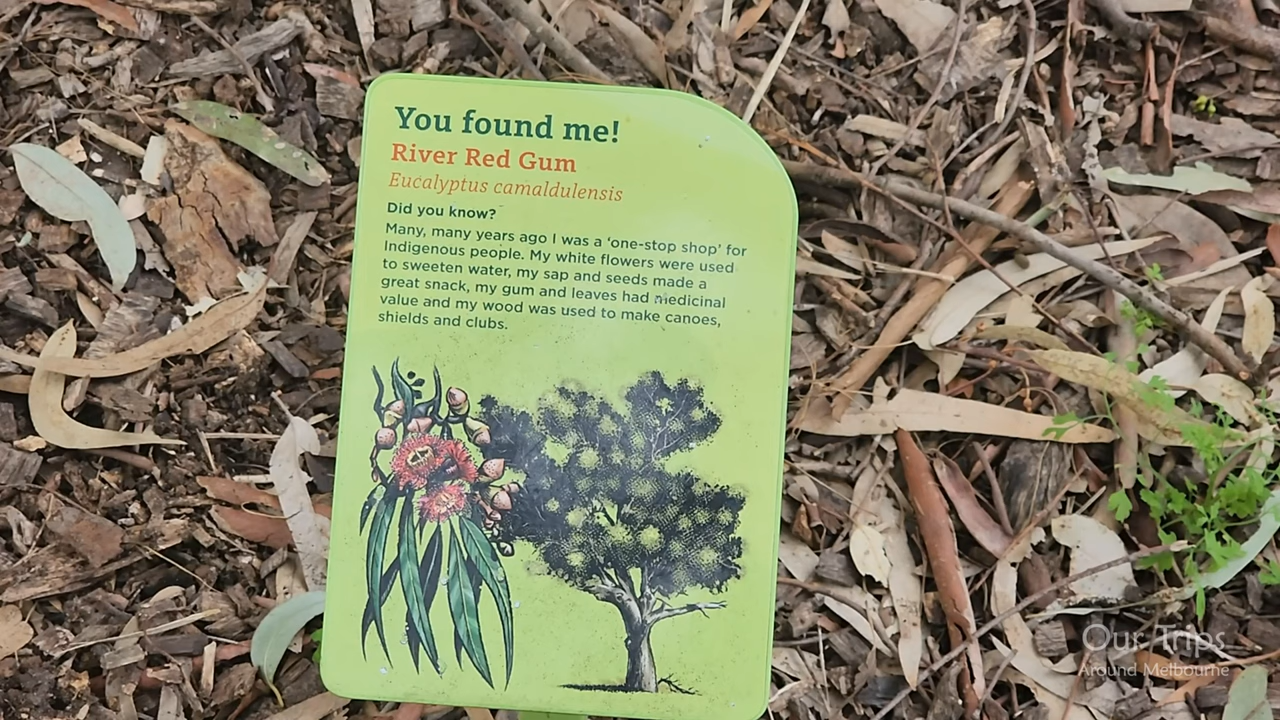 You found me!
River Red Gum
Eucalyptus camaldulensis
Did you know?
Many, many years ago I was a 'one-stop shop' for
Indigenous people. My white flowers were used
to sweeten water, my sap and seeds made a
great snack, my gum and leaves had medicinal
value and my wood was used to make canoes,
shields and clubs.
Our Trips
Around Melbourne